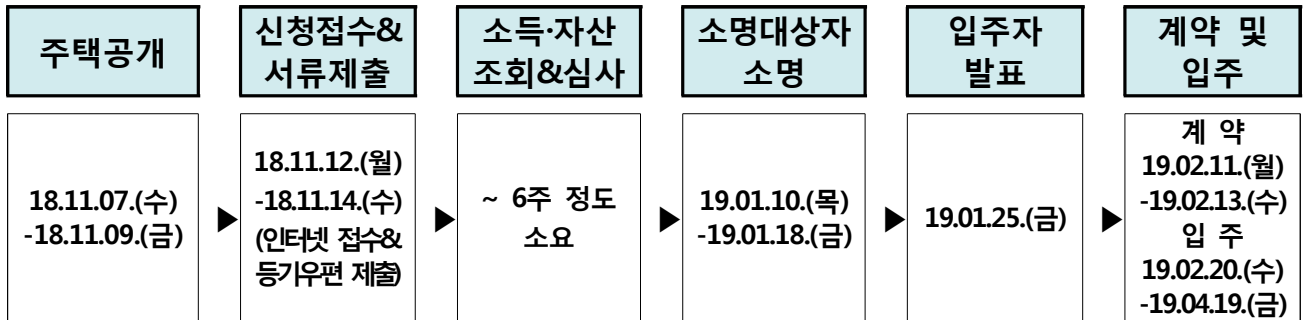 주택공개
신청접수&
서류제출
소득·자산
조회&심사
소명대상자
소명
입주자
발표
계약 및
입주
18.11.07.(수)
-18.11.09.(금)
▶
18.11.12.(월)
-18.11.14.(수)
(인터넷 접수&
등기우편 제출)
▶
~ 6주 정도
소요
▶
19.01.10.(목)
-19.01.18.(금)
▶
19.01.25.(금)
▶
계 약
19.02.11.(월)
-19.02.13.(수)
입 주
19.02.20.(수)
-19.04.19.(금)